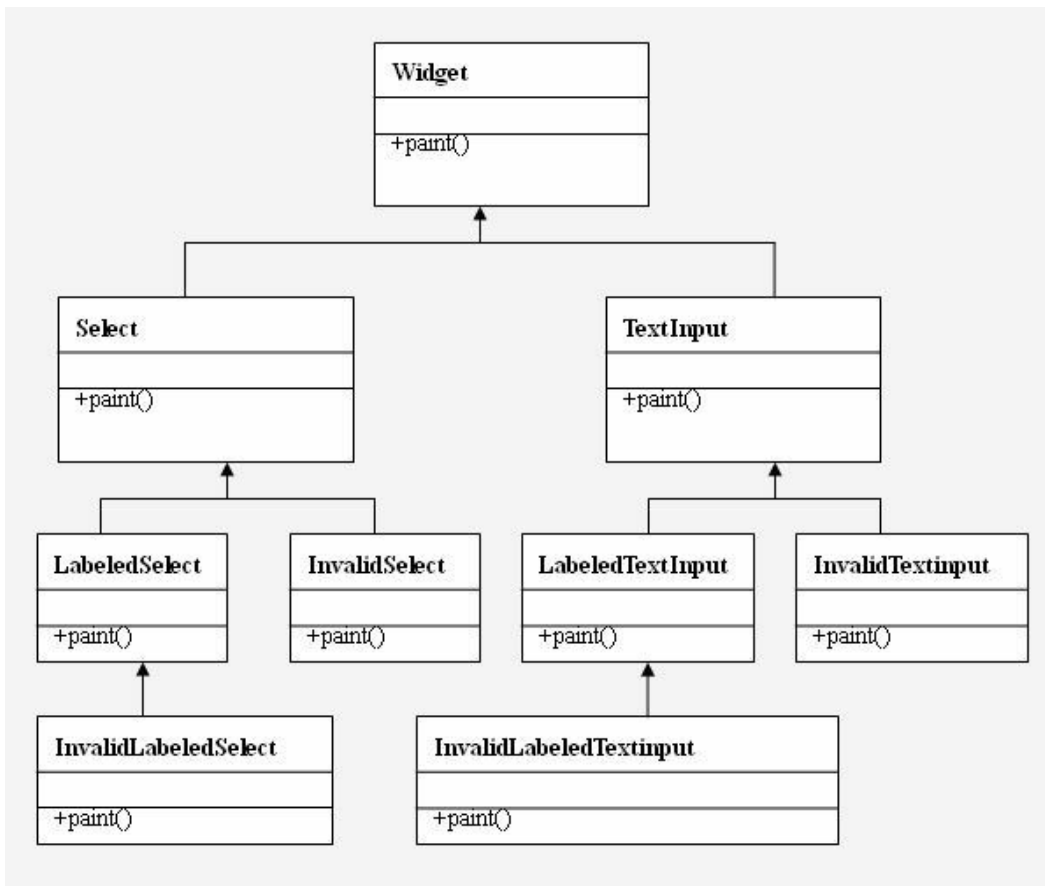 Widget
+paint()
Select
+paint()
TextInput
+paint()
LabeledSelect
+paint()
InvalidSelect
+paint()
LabeledTextInput
+paint()
InvalidTextinput
+paint()
InvalidLabeledSelect
+paint()
InvalidLabeledTextinput
+paint()